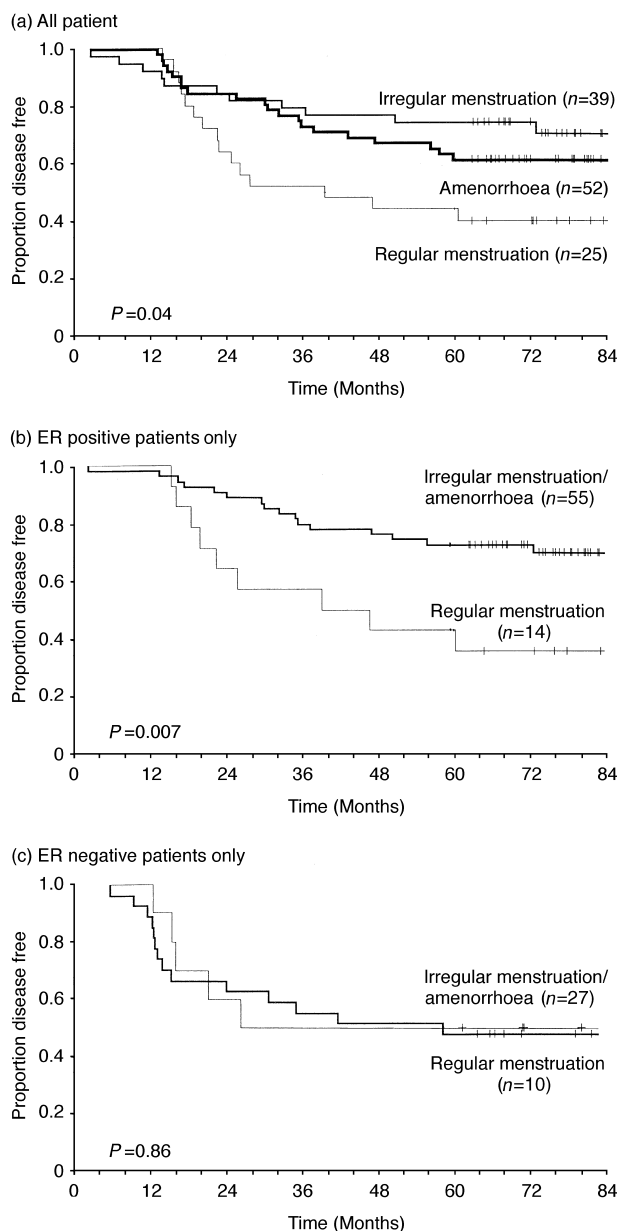 (a) All patient
1.0
0.8
0.6
0.4
0.2
0
Proportion disease free
Irregular menstruation (n=39)
Amenorrhoea (n=52)
Regular menstruation (n=25)
P=0.04
0 12 24 36 48 60 72 84
Time (Months)
(b) ER positive patients only
1.0
0.8
0.6
0.4
0.2
0
Proportion disease free
Irregular menstruation/
amenorrhoea (n=55)
Regular menstruation
(n=14)
P=0.007
0 12 24 36 48 60 72 84
Time (Months)
(c) ER negative patients only
1.0
0.8
0.6
0.4
0.2
0
Proportion disease free
Irregular menstruation/
amenorrhoea (n=27)
Regular menstruation
(n=10)
P=0.86
0 12 24 36 48 60 72 84
Time (Months)